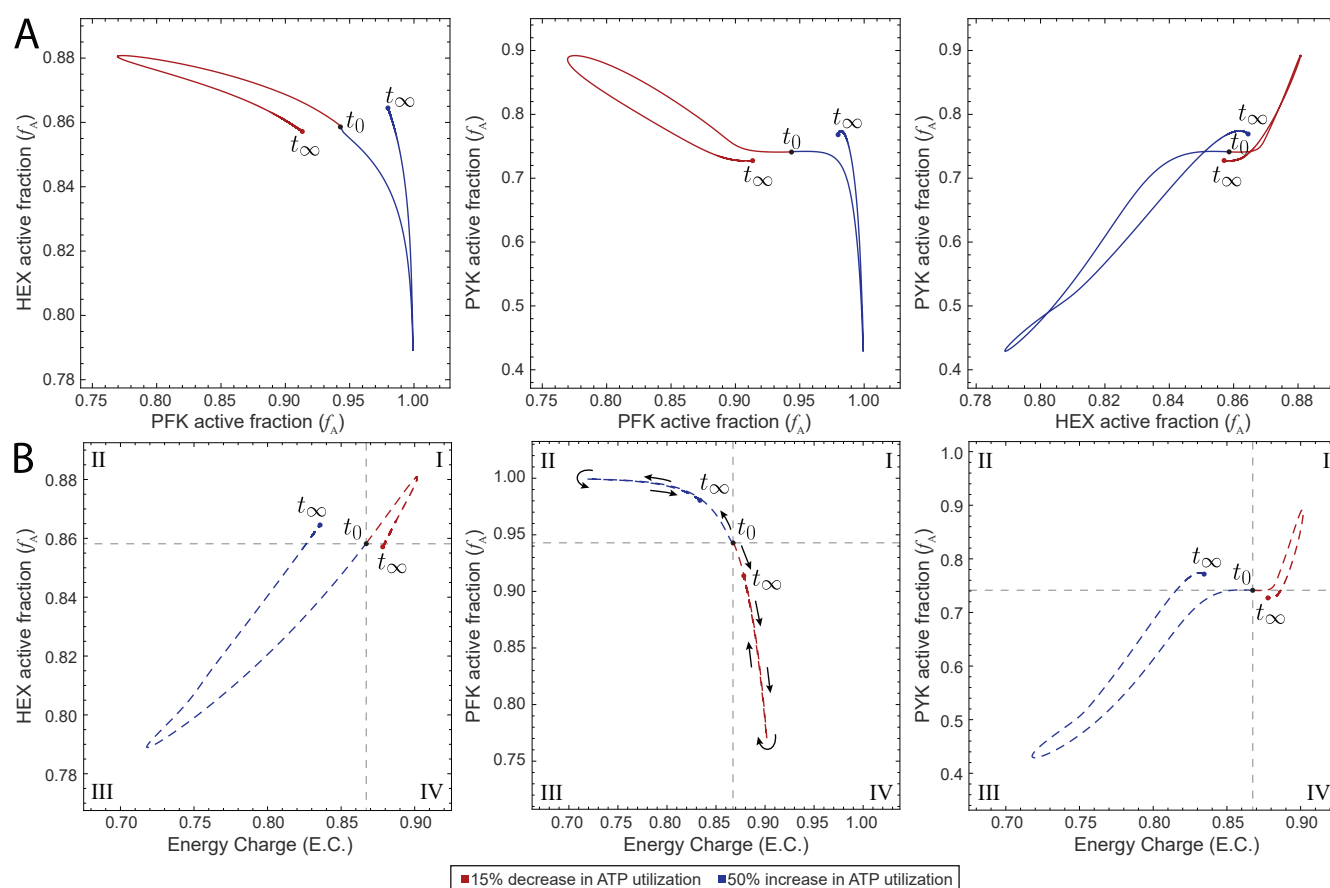 A
HEX active fraction (fA)
0.88
0.86
0.84
0.82
0.80
0.78
t∞
t0
t∞
0.75 0.80 0.85 0.90 0.95 1.00
PFK active fraction (fA)
PYK active fraction (fA)
0.9
0.8
0.7
0.6
0.5
0.4
t0
t∞
t∞
0.75 0.80 0.85 0.90 0.95 1.00
PFK active fraction (fA)
PYK active fraction (fA)
0.9
0.8
0.7
0.6
0.5
0.4
t∞
t0
t∞
0.78 0.80 0.82 0.84 0.86 0.88
HEX active fraction (fA)
B
HEX active fraction (fA)
0.88
0.86
0.84
0.82
0.80
0.78
II I
t∞
t0
t∞
III IV
0.70 0.75 0.80 0.85 0.90
Energy Charge (E.C.)
PFK active fraction (fA)
1.00
0.95
0.90
0.85
0.80
0.75
II I
t∞
t0
t∞
III IV
0.70 0.75 0.80 0.85 0.90 0.95 1.00
Energy Charge (E.C.)
PYK active fraction (fA)
1.0
0.9
0.8
0.7
0.6
0.5
0.4
II I
t∞
t0
t∞
III IV
0.70 0.75 0.80 0.85 0.90
Energy Charge (E.C.)
15% decrease in ATP utilization 50% increase in ATP utilization